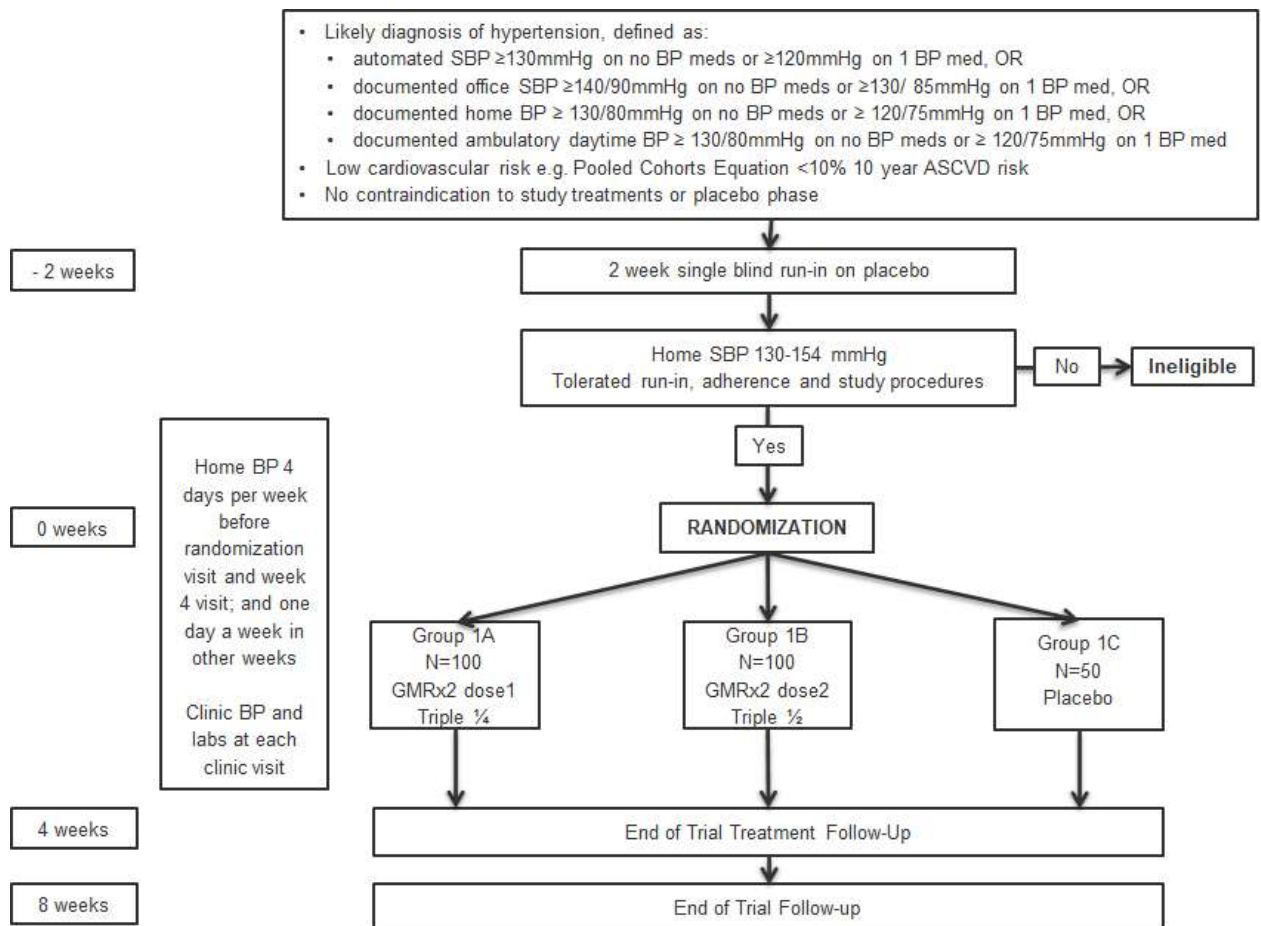 • Likely diagnosis of hypertension, defined as:
• automated SBP ≥130mmHg on no BP meds or ≥120mmHg on 1 BP med, OR
• documented office SBP ≥140/90mmHg on no BP meds or ≥130/ 85mmHg on 1 BP med, OR
• documented home BP ≥ 130/80mmHg on no BP meds or ≥ 120/75mmHg on 1 BP med, OR
• documented ambulatory daytime BP ≥ 130/80mmHg on no BP meds or ≥ 120/75mmHg on 1 BP med
• Low cardiovascular risk e.g. Pooled Cohorts Equation <10% 10 year ASCVD risk
• No contraindication to study treatments or placebo phase
- 2 weeks
2 week single blind run-in on placebo
Home SBP 130-154 mmHg
Tolerated run-in, adherence and study procedures
No
Ineligible
Yes
Home BP 4
days per week
before
randomization
visit and week
4 visit; and one
day a week in
other weeks
Clinic BP and
labs at each
clinic visit
0 weeks
RANDOMIZATION
Group 1A
N=100
GMRx2 dose1
Triple ¼
Group 1B
N=100
GMRx2 dose2
Triple ½
Group 1C
N=50
Placebo
4 weeks
End of Trial Treatment Follow-Up
8 weeks
End of Trial Follow-up